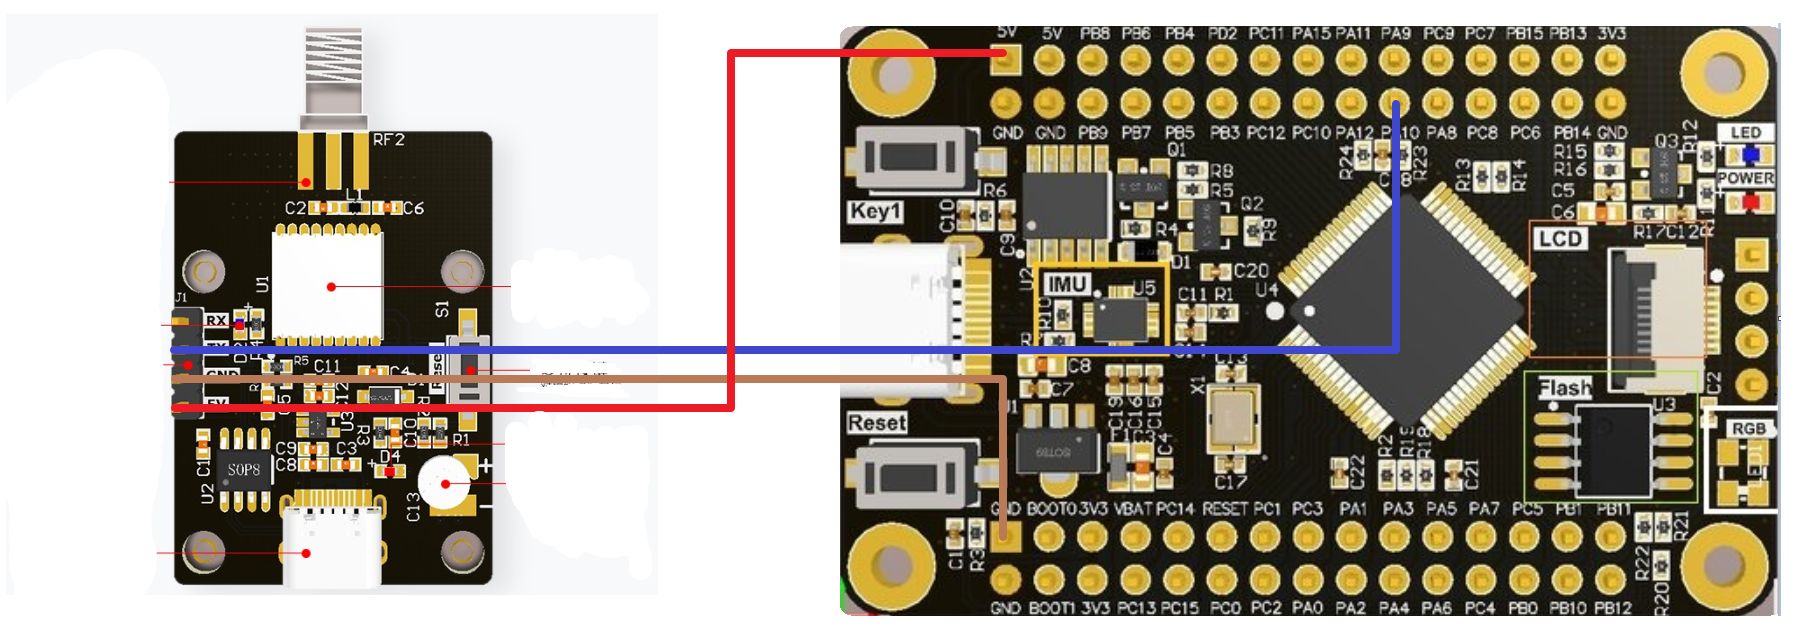 RF2
L1
C2
C6
U1
S1
J1
RX
GND
5V
R5
C11
C4
U3
R3
C10
R1
C9
C8
C3
D4
C1
SOP8
U2
C13
Reset
5V 5V PB8 PB6 PB4 PD2 PC11 PA15 PA11 PA9 PC9 PC7 PB15 PB13 3V3
GND GND PB9 PB7 PB5 PB3 PC12 PC10 PA12 PA10 PA8 PC8 PC6 PB14 GND
Key1
R6
C10
C9
U2
Q1
R8
R5
Q2
R4
R9
D1
C20
R24
R23
R13
R14
R15
R16
C5
C6
Q3
R12
R17
LED
POWER
LCD
IMU
U5
U4
R10
C11
R1
C8
C7
C13
X1
C17
C19
C16
C15
C4
SOT89
Reset
Flash
U3
C2
RGB
LED1
C22
R2
R19
R18
C21
GND BOOT0 3V3 VBAT PC14 RESET PC1 PC3 PA1 PA3 PA5 PA7 PC5 PB1 PB11
C1
R3
R21
R22
R20
GND BOOT1 3V3 PC13 PC15 PC0 PC2 PA0 PA2 PA4 PA6 PC4 PB0 PB10 PB12